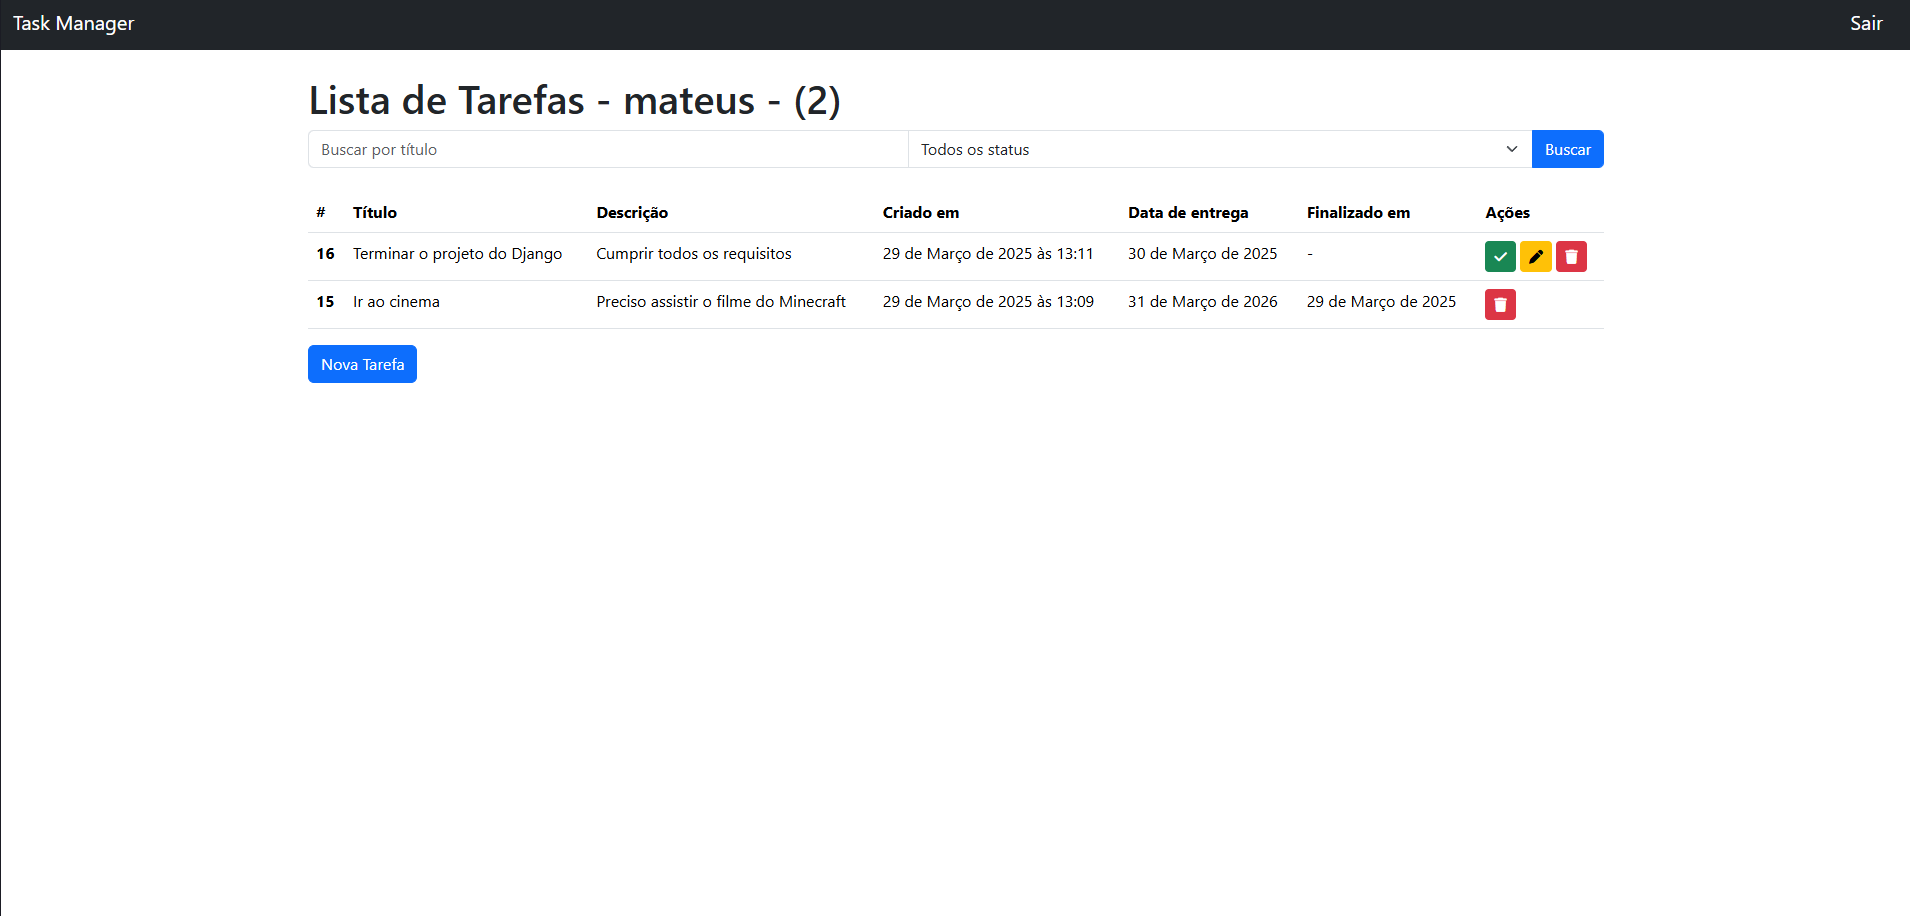 Task Manager Sair
Lista de Tarefas - mateus - (2)
Buscar por título Todos os status Buscar
# Título Descrição Criado em Data de entrega Finalizado em Ações
16 Terminar o projeto do Django Cumprir todos os requisitos 29 de Março de 2025 às 13:11 30 de Março de 2025 -
15 Ir ao cinema Preciso assistir o filme do Minecraft 29 de Março de 2025 às 13:09 31 de Março de 2026 29 de Março de 2025
Nova Tarefa